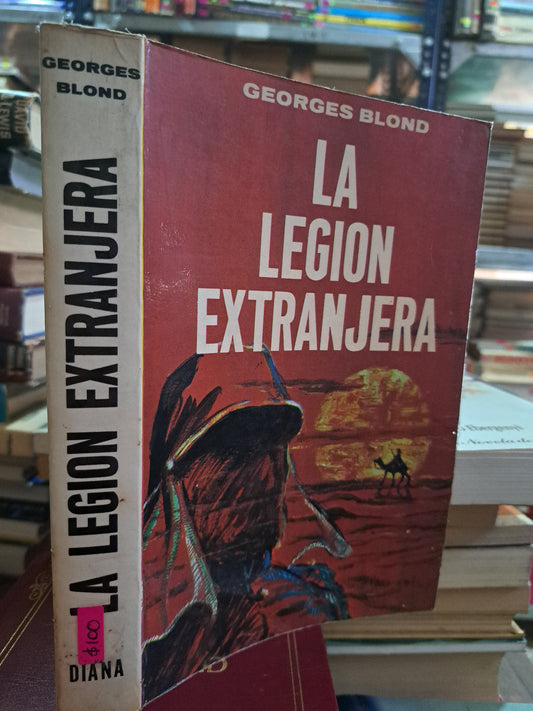 GEORGES
BLOND
LA LEGION EXTRANJERA
$100
DIANA
GEORGES BLOND
LA
LEGION
EXTRANJERA